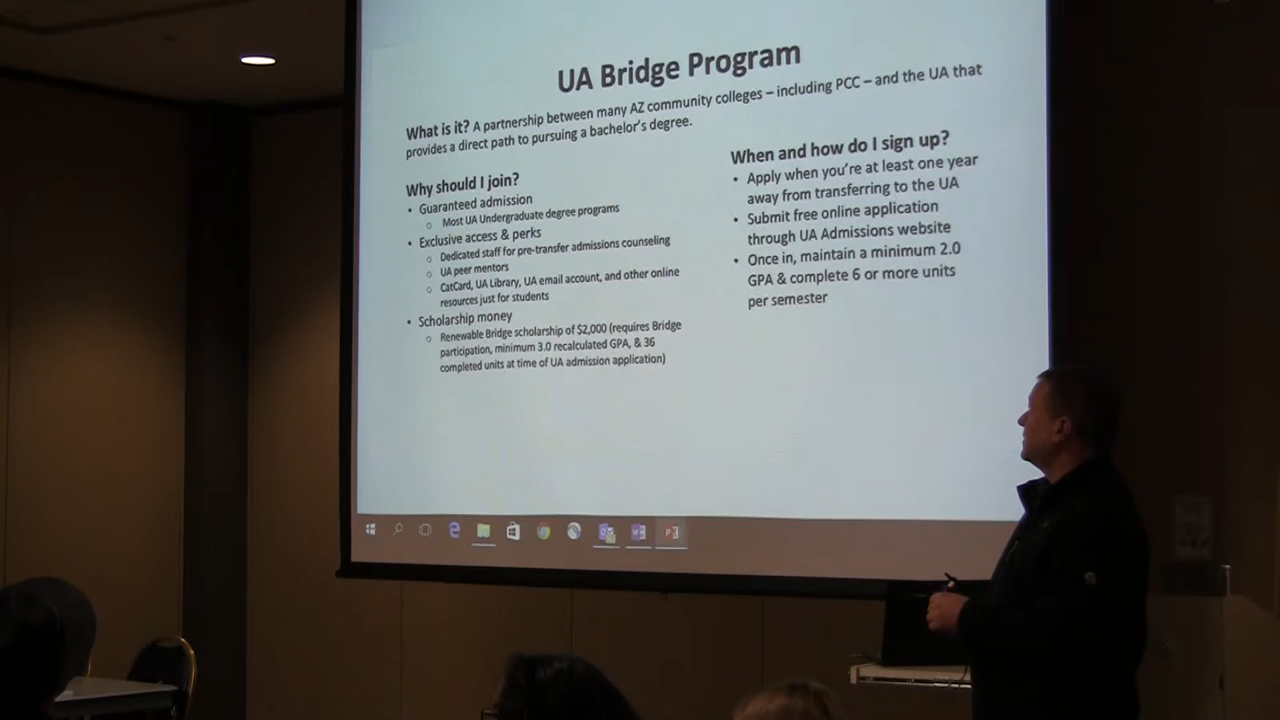 UA Bridge Program
What is it? A partnership between many AZ community colleges – including PCC – and the UA that
provides a direct path to pursuing a bachelor's degree.
Why should I join?
• Guaranteed admission
o Most UA Undergraduate degree programs
• Exclusive access & perks
o Dedicated staff for pre-transfer admissions counseling
o UA peer mentors
o CatCard, UA Library, UA email account, and other online
resources just for students
• Scholarship money
o Renewable Bridge scholarship of $2,000 (requires Bridge
participation, minimum 3.0 recalculated GPA, & 36
completed units at time of UA admission application)
When and how do I sign up?
• Apply when you're at least one year
away from transferring to the UA
• Submit free online application
through UA Admissions website
• Once in, maintain a minimum 2.0
GPA & complete 6 or more units
per semester